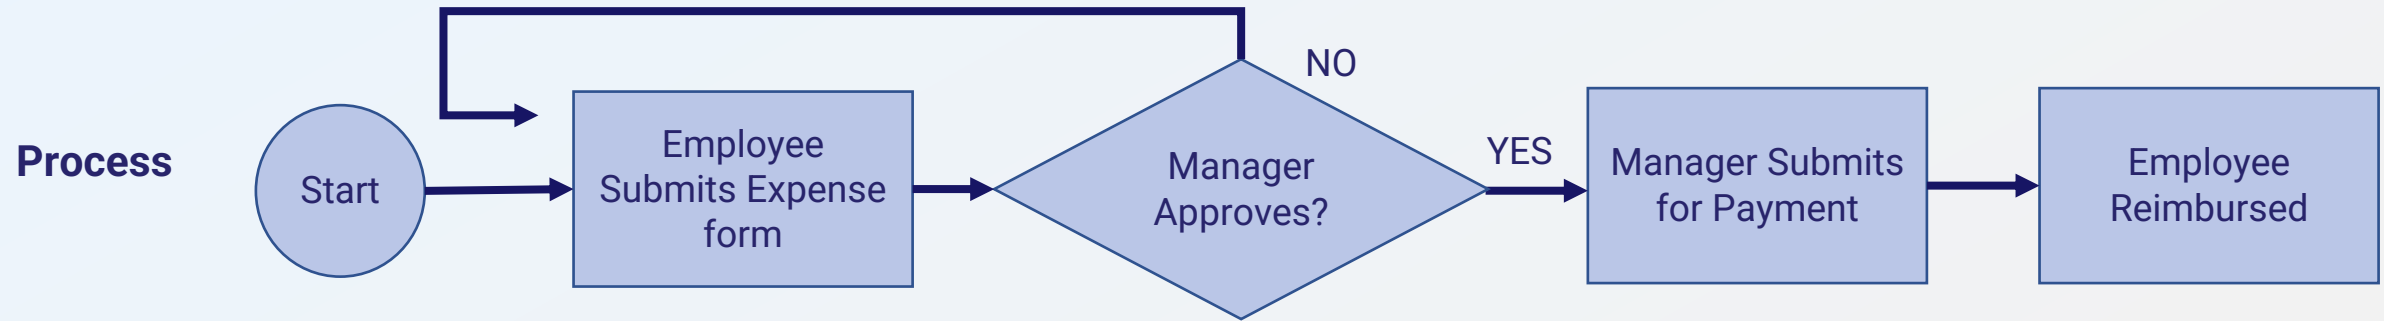 Process
Start
Employee
Submits Expense
form
Manager
Approves?
NO
YES
Manager Submits
for Payment
Employee
Reimbursed